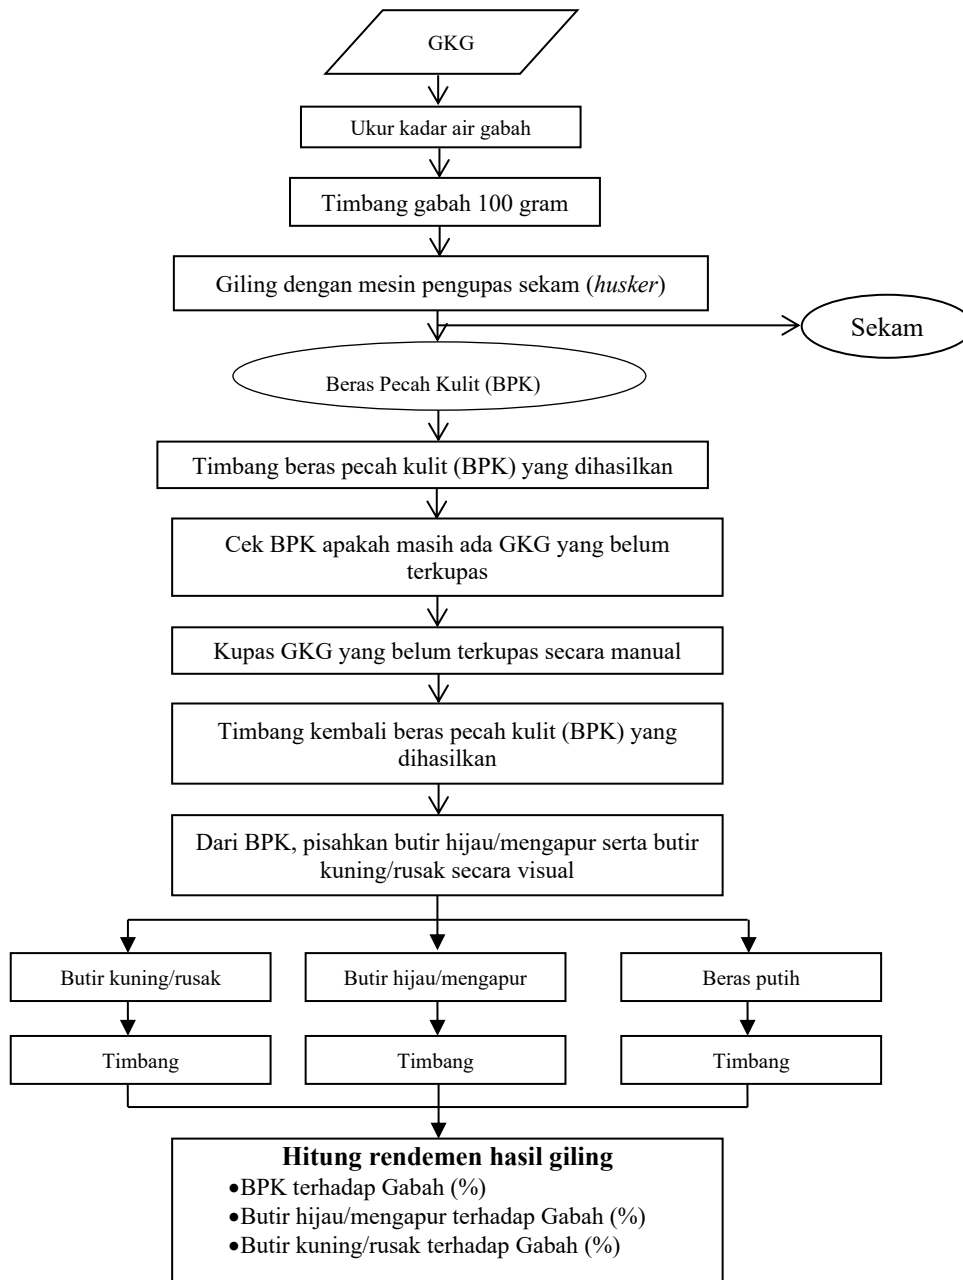 GKG
Ukur kadar air gabah
Timbang gabah 100 gram
Giling dengan mesin pengupas sekam (husker)
Sekam
Beras Pecah Kulit (BPK)
Timbang beras pecah kulit (BPK) yang dihasilkan
Cek BPK apakah masih ada GKG yang belum
terkupas
Kupas GKG yang belum terkupas secara manual
Timbang kembali beras pecah kulit (BPK) yang
dihasilkan
Dari BPK, pisahkan butir hijau/mengapur serta butir
kuning/rusak secara visual
Butir kuning/rusak
Butir hijau/mengapur
Beras putih
Timbang
Timbang
Timbang
Hitung rendemen hasil giling
•BPK terhadap Gabah (%)
•Butir hijau/mengapur terhadap Gabah (%)
•Butir kuning/rusak terhadap Gabah (%)